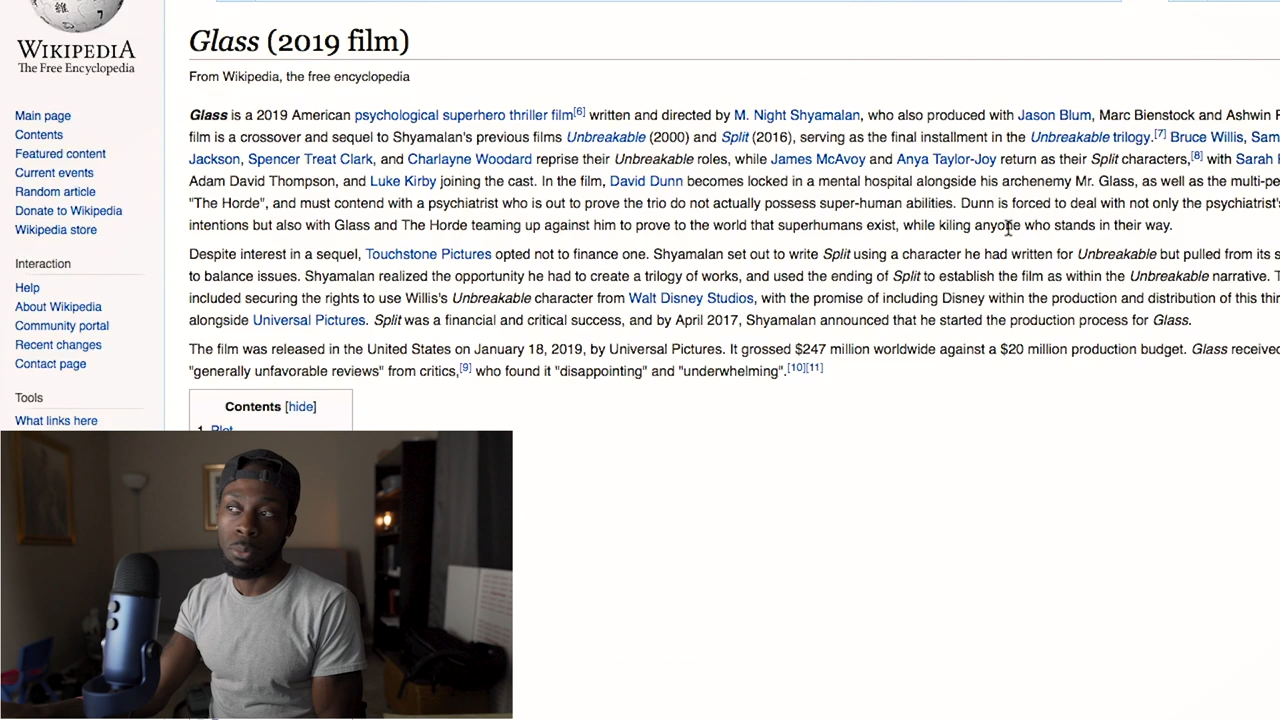 WIKIPEDIA
The Free Encyclopedia
Main page
Contents
Featured content
Current events
Random article
Donate to Wikipedia
Wikipedia store
Interaction
Help
About Wikipedia
Community portal
Recent changes
Contact page
Tools
What links here
Glass (2019 film)
From Wikipedia, the free encyclopedia
Glass is a 2019 American psychological superhero thriller film[6] written and directed by M. Night Shyamalan, who also produced with Jason Blum, Marc Bienstock and Ashwin
film is a crossover and sequel to Shyamalan's previous films Unbreakable (2000) and Split (2016), serving as the final installment in the Unbreakable trilogy.[7] Bruce Willis, Sam
Jackson, Spencer Treat Clark, and Charlayne Woodard reprise their Unbreakable roles, while James McAvoy and Anya Taylor-Joy return as their Split characters,[8] with Sarah
Adam David Thompson, and Luke Kirby joining the cast. In the film, David Dunn becomes locked in a mental hospital alongside his archenemy Mr. Glass, as well as the multi-pe
"The Horde", and must contend with a psychiatrist who is out to prove the trio do not actually possess super-human abilities. Dunn is forced to deal with not only the psychiatrist's
intentions but also with Glass and The Horde teaming up against him to prove to the world that superhumans exist, while kiling anyone who stands in their way.
Despite interest in a sequel, Touchstone Pictures opted not to finance one. Shyamalan set out to write Split using a character he had written for Unbreakable but pulled from its s
to balance issues. Shyamalan realized the opportunity he had to create a trilogy of works, and used the ending of Split to establish the film as within the Unbreakable narrative. T
included securing the rights to use Willis's Unbreakable character from Walt Disney Studios, with the promise of including Disney within the production and distribution of this thir
alongside Universal Pictures. Split was a financial and critical success, and by April 2017, Shyamalan announced that he started the production process for Glass.
The film was released in the United States on January 18, 2019, by Universal Pictures. It grossed $247 million worldwide against a $20 million production budget. Glass received
"generally unfavorable reviews" from critics,[9] who found it "disappointing" and "underwhelming".[10][11]
Contents [hide]
1 Plot